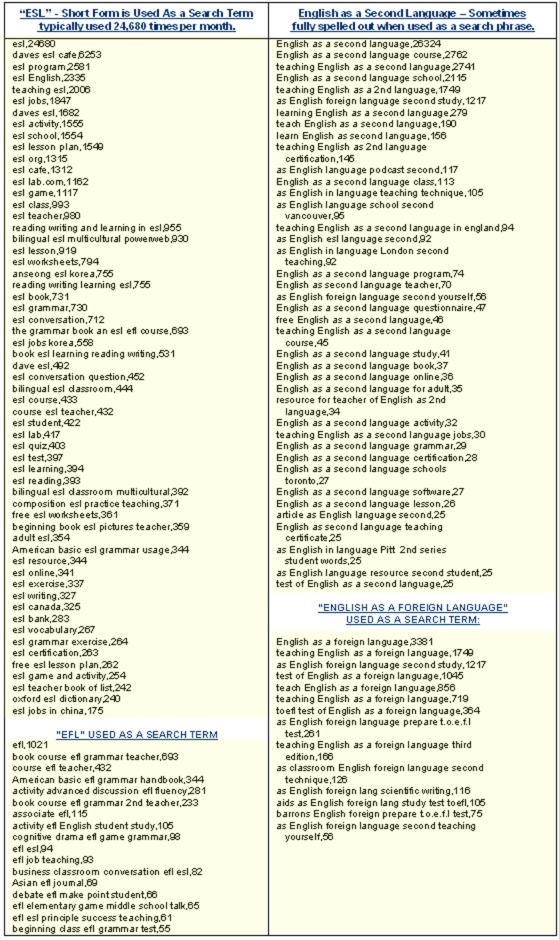 "ESL" - Short Form is Used As a Search Term
typically used 24,680 times per month.
esl,24680
daves esl cafe,6253
esl program,2581
esl English,2335
teaching esl,2006
esl jobs,1847
daves esl,1682
esl activity,1555
esl school,1554
esl lesson plan,1549
esl org,1315
esl cafe,1312
esl lab.com,1162
esl game,1117
esl class,993
esl teacher,980
reading writing and learning in esl,955
bilingual esl multicultural powerweb,930
esl lesson,919
esl worksheets,794
anseong esl korea,755
reading writing learning esl,755
esl book,731
esl grammar,730
esl conversation,712
the grammar book an esl efl course,693
esl jobs korea,558
book esl learning reading writing,531
dave esl,492
esl conversation question,452
bilingual esl classroom,444
esl course,433
course esl teacher,432
esl student,422
esl lab,417
esl quiz,403
esl test,397
esl learning,394
esl reading,393
bilingual esl classroom multicultural,392
composition esl practice teaching,371
free esl worksheets,361
beginning book esl pictures teacher,359
adult esl,354
American basic esl grammar usage,344
esl resource,344
esl online,341
esl exercise,337
esl writing,327
esl canada,325
esl bank,283
esl vocabulary,267
esl grammar exercise,264
esl certification,263
free esl lesson plan,262
esl game and activity,254
esl teacher book of list,242
oxford esl dictionary,240
esl jobs in china,175
"EFL" USED AS A SEARCH TERM
efl,1021
book course efl grammar teacher,693
course efl teacher,432
American basic efl grammar handbook,344
activity advanced discussion efl fluency,281
book course efl grammar 2nd teacher,233
associate efl,115
activity efl English student study,105
cognitive drama efl game grammar,98
efl esl,94
efl job teaching,93
business classroom conversation efl esl,82
Asian efl journal,69
debate efl make point student,66
efl elementary game middle school talk,65
efl esl principle success teaching,61
beginning class efl grammar test,55
English as a Second Language – Sometimes
fully spelled out when used as a search phrase.
English as a second language,26324
English as a second language course,2762
teaching English as a second language,2741
English as a second language school,2115
teaching English as a 2nd language,1749
as English foreign language second study,1217
learning English as a second language,279
teach English as a second language,190
learn English as a second language,156
teaching English as 2nd language
certification,145
as English language podcast second,117
English as a second language class,113
as English in language teaching technique,105
as English language school second
vancouver,95
teaching English as a second language in england,94
as English esl language second,92
as English in language London second
teaching,92
English as a second language program,74
English as second language teacher,70
as English foreign language second yourself,56
English as a second language questionnaire,47
free English as a second language,46
teaching English as a second language
course,45
English as a second language study,41
English as a second language book,37
English as a second language online,36
English as a second language for adult,35
resource for teacher of English as 2nd
language,34
English as a second language activity,32
teaching English as a second language jobs,30
English as a second language grammar,29
English as a second language certification,28
English as a second language schools
toronto,27
English as a second language software,27
English as a second language lesson,26
article as English language second,25
English as second language teaching
certificate,25
as English in language Pitt 2nd series
student words,25
as English language resource second student,25
test of English as a second language,25
"ENGLISH AS A FOREIGN LANGUAGE"
USED AS A SEARCH TERM:
English as a foreign language,3381
teaching English as a foreign language,1749
as English foreign language second study,1217
test of English as a foreign language,1045
teach English as a foreign language,856
teaching English as foreign language,719
toefl test of English as a foreign language,364
as English foreign language prepare t.o.e.f.l
test,261
teaching English as a foreign language third
edition,166
as classroom English foreign language second
technique,126
as English foreign lang scientific writing,116
aids as English foreign lang study test toefl,105
barrons English foreign prepare t.o.e.f.l test,75
as English foreign language second teaching
yourself,56